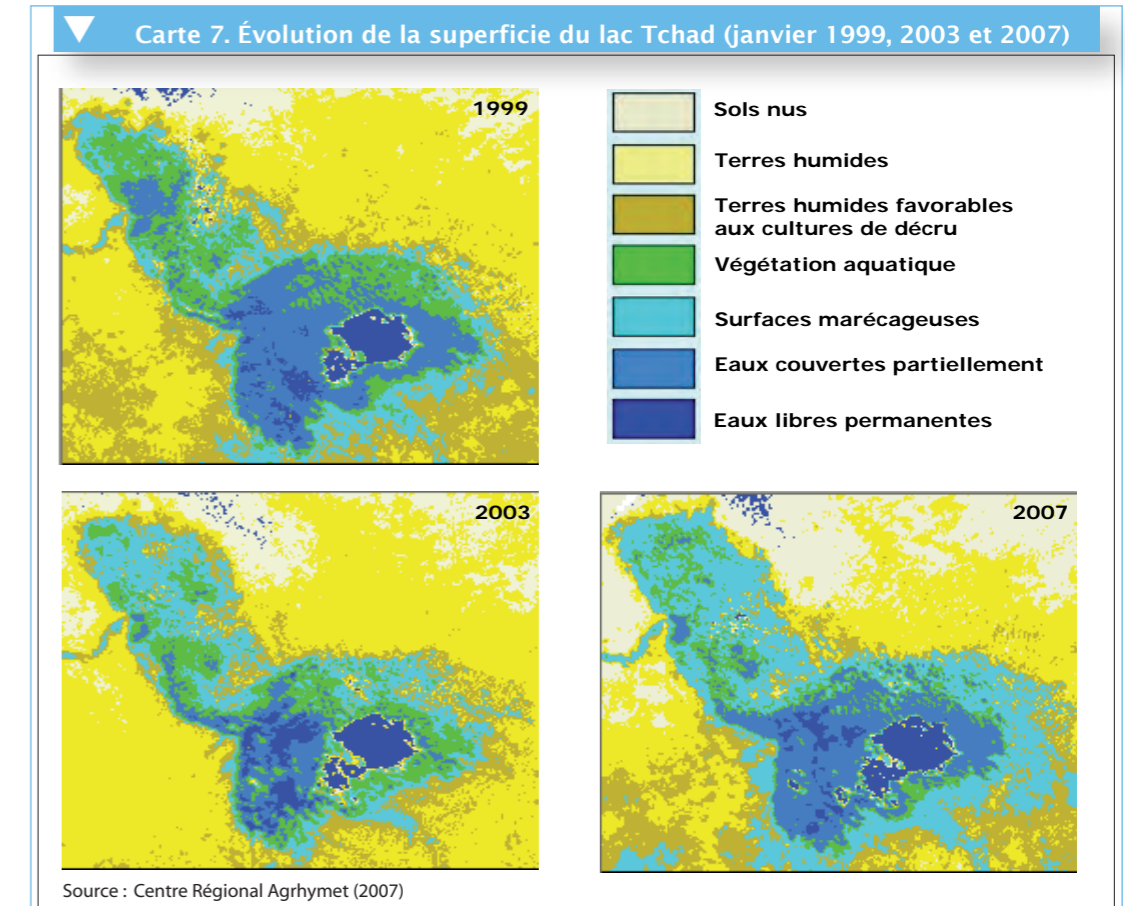 Carte 7. Évolution de la superficie du lac Tchad (janvier 1999, 2003 et 2007)
1999
Sols nus
Terres humides
Terres humides favorables
aux cultures de décru
Végétation aquatique
Surfaces marécageuses
Eaux couvertes partiellement
Eaux libres permanentes
2003
2007
Source : Centre Régional Agrhymet (2007)